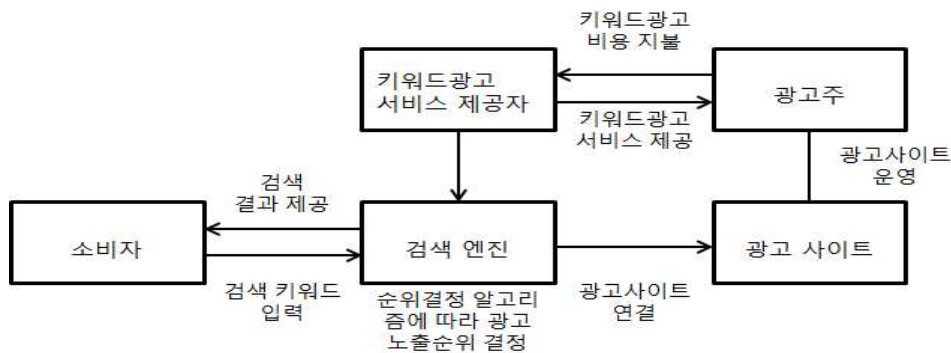 키워드광고
비용 지불
키워드광고
서비스 제공자
광고주
키워드광고
서비스 제공
광고사이트
운영
검색
결과 제공
소비자
검색 엔진
광고 사이트
검색 키워드
입력
순위결정 알고리
즘에 따라 광고
노출순위 결정
광고사이트
연결